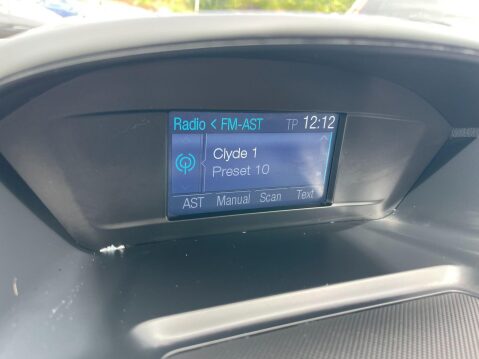 Radio < FM-AST TP 12:12
Clyde 1
Preset 10
AST Manual Scan Text